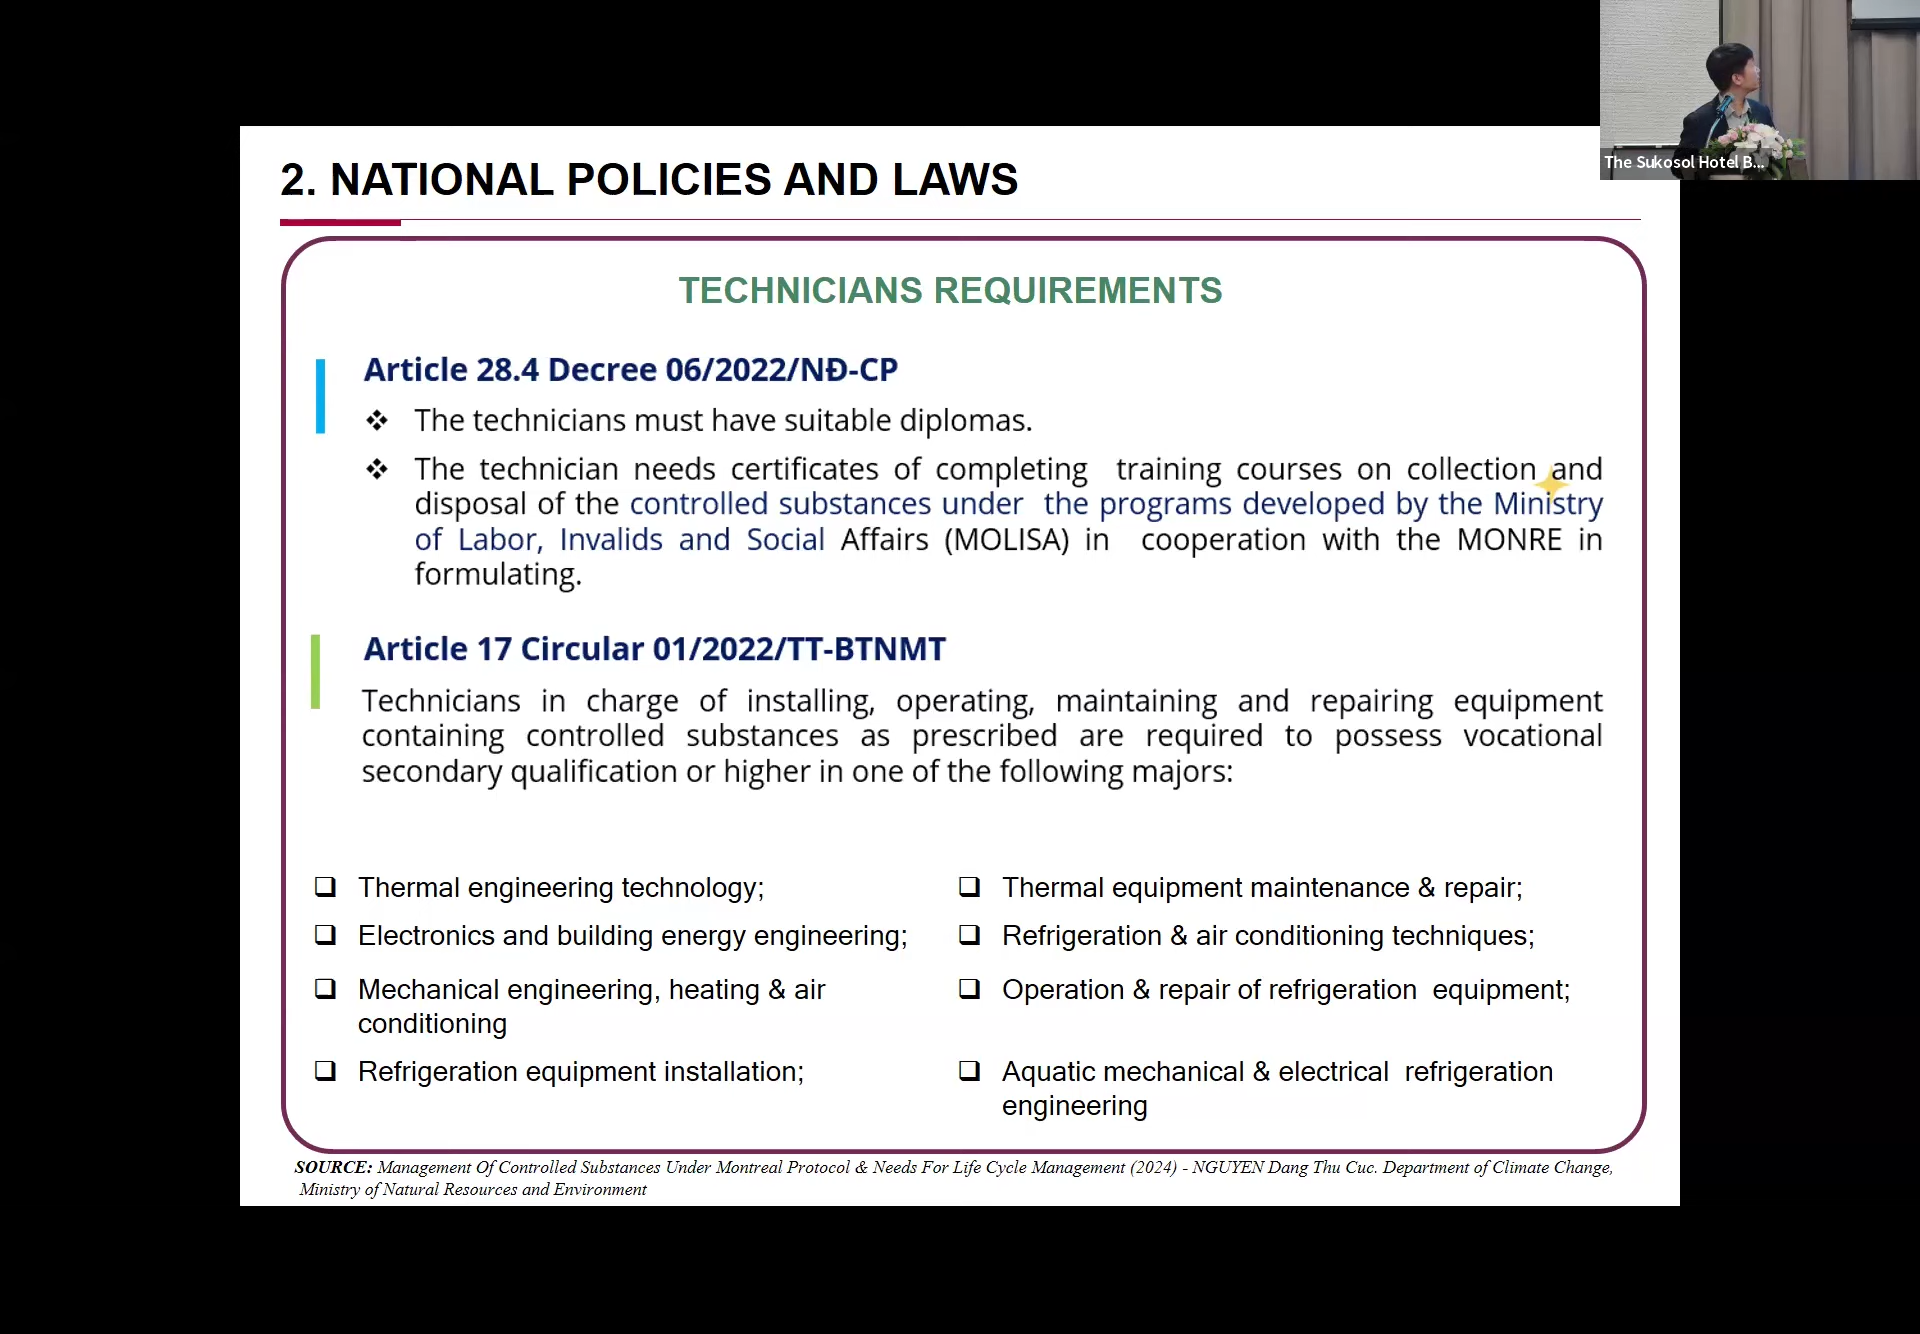 The Sukosol Hotel B...
2. NATIONAL POLICIES AND LAWS
TECHNICIANS REQUIREMENTS
Article 28.4 Decree 06/2022/NĐ-CP
❖ The technicians must have suitable diplomas.
❖ The technician needs certificates of completing training courses on collection and
disposal of the controlled substances under the programs developed by the Ministry
of Labor, Invalids and Social Affairs (MOLISA) in cooperation with the MONRE in
formulating.
Article 17 Circular 01/2022/TT-BTNMT
Technicians in charge of installing, operating, maintaining and repairing equipment
containing controlled substances as prescribed are required to possess vocational
secondary qualification or higher in one of the following majors:
❑ Thermal engineering technology;
❑ Electronics and building energy engineering;
❑ Mechanical engineering, heating & air
conditioning
❑ Refrigeration equipment installation;
❑ Thermal equipment maintenance & repair;
❑ Refrigeration & air conditioning techniques;
❑ Operation & repair of refrigeration equipment;
❑ Aquatic mechanical & electrical refrigeration
engineering
SOURCE: Management Of Controlled Substances Under Montreal Protocol & Needs For Life Cycle Management (2024) - NGUYEN Dang Thu Cuc. Department of Climate Change,
Ministry of Natural Resources and Environment